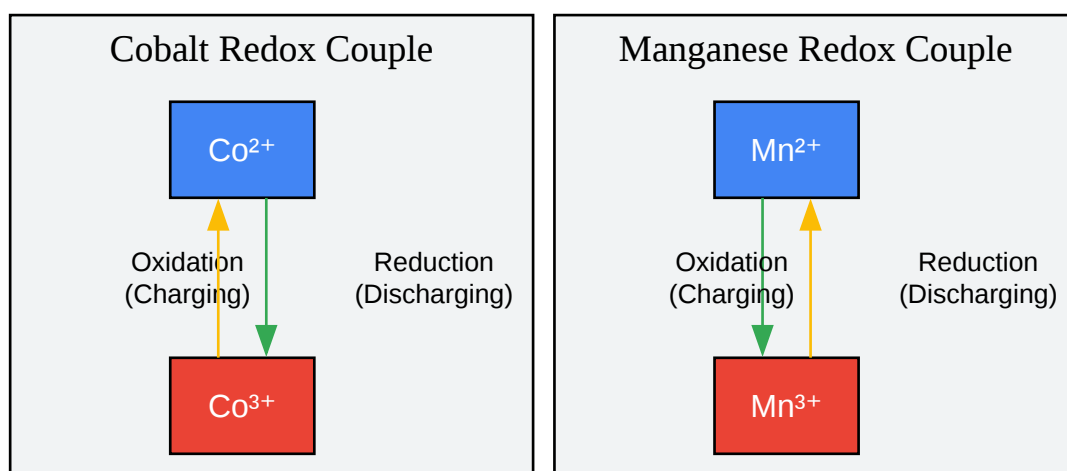 Cobalt Redox Couple
Co²⁺
Oxidation
(Charging)
Reduction
(Discharging)
Co³⁺
Manganese Redox Couple
Mn²⁺
Oxidation
(Charging)
Reduction
(Discharging)
Mn³⁺